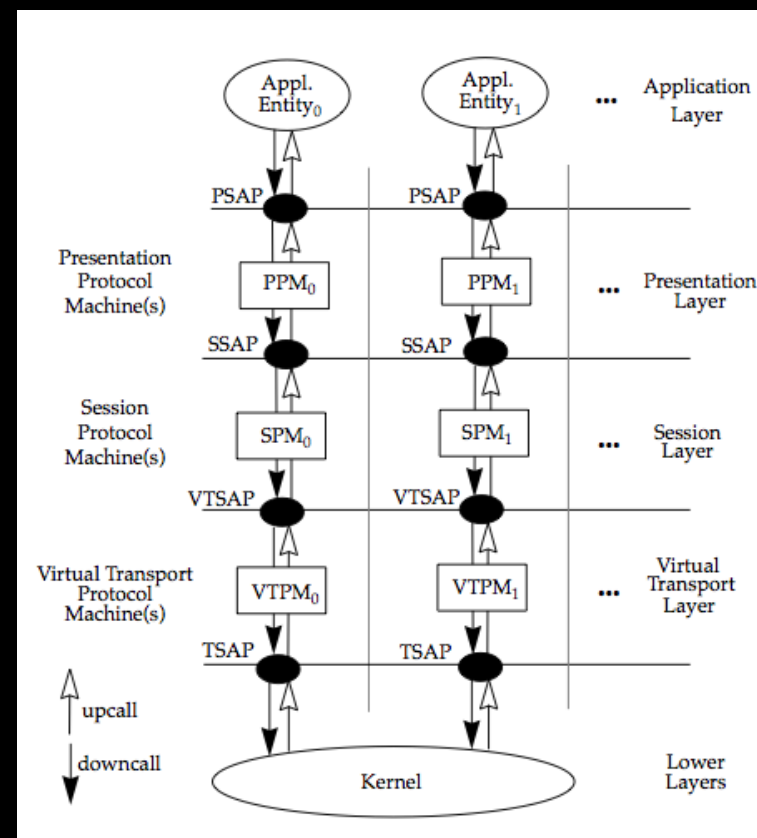 Appl.
Entity0
Appl.
Entity1
... Application
Layer
PSAP
PSAP
Presentation
Protocol
Machine(s)
PPM0
PPM1
... Presentation
Layer
SSAP
SSAP
Session
Protocol
Machine(s)
SPM0
SPM1
... Session
Layer
VTSAP
VTSAP
Virtual Transport
Protocol
Machine(s)
VTPM0
VTPM1
... Virtual
Transport
Layer
TSAP
TSAP
upcall
downcall
Kernel
Lower
Layers